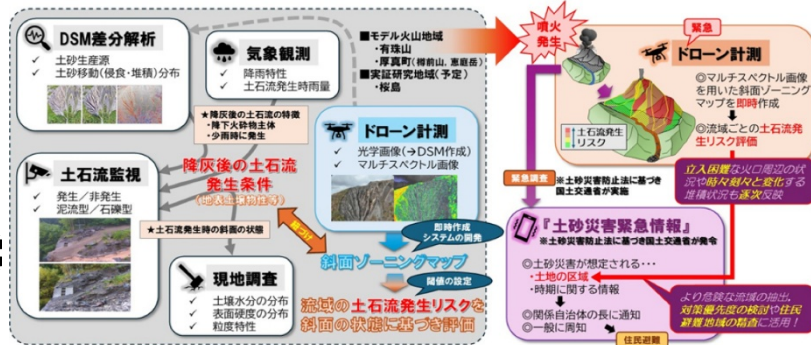 DSM差分解析
✓ 土砂生産源
✓ 土砂移動(侵食・堆積)分布
気象観測
✓ 降雨特性
✓ 土石流発生時雨量
■モデル火山地域
・有珠山
・厚真町(樽前山、恵庭岳)
■実証研究地域(予定)
・桜島
★降灰後の土石流の特徴
・降下火砕物主体
・少雨時に発生
土石流監視
✓ 発生/非発生
✓ 泥流型/石礫型
降灰後の土石流
発生条件
(地表土壌物性等)
★土石流発生時の斜面の状態
現地調査
✓ 土壌水分の分布
✓ 表面硬度の分布
✓ 粒度特性
ドローン計測
✓ 光学画像(→DSM作成)
✓ マルチスペクトル画像
紐づけ
即時作成
システムの開発
斜面ゾーニングマップ
閾値の設定
流域の土石流発生リスクを
斜面の状態に基づき評価
噴火
発生
緊急
ドローン計測
◎マルチスペクトル画像
を用いた斜面ゾーニング
マップを即時作成
◎流域ごとの土石流発
生リスク評価
土石流発生
リスク
緊急調査
※土砂災害防止法に基づき
国土交通省が実施
立入困難な火口周辺の状
況や時々刻々と変化する
堆積状況も逐次反映
『土砂災害緊急情報』
※土砂災害防止法に基づき国土交通省が発令
◎土砂災害が想定される・・・
・土地の区域
・時期に関する情報
◎関係自治体の長に通知
◎一般に周知
住民避難
より危険な流域の抽出、
対策優先度の検討や住民
避難地域の精査に活用!